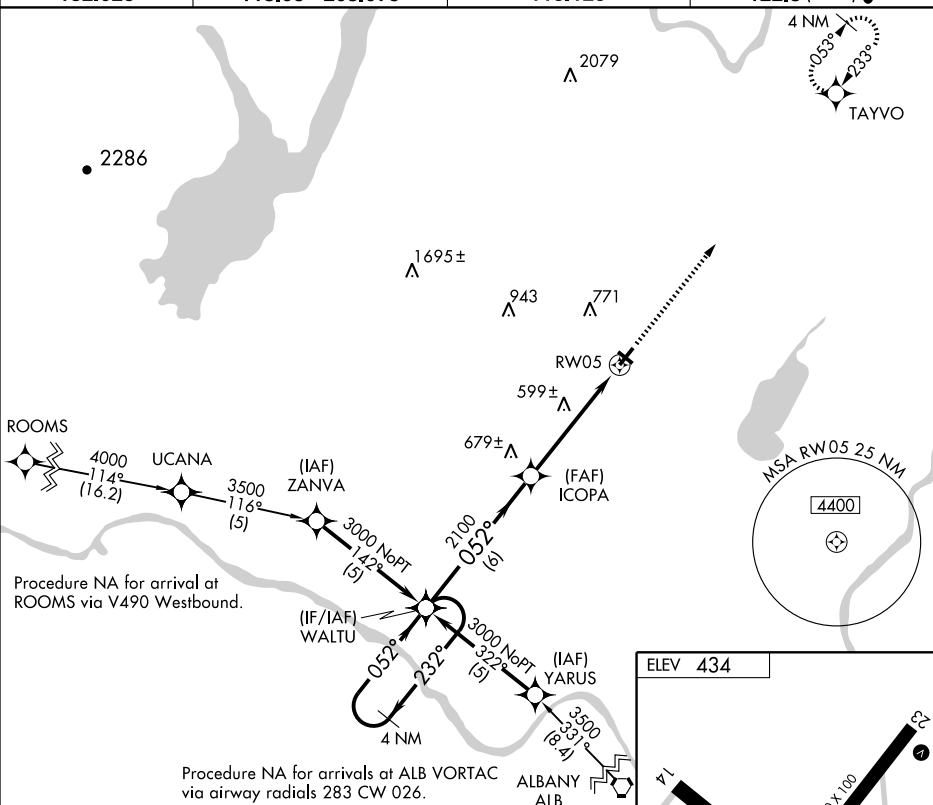 4 NM
053°
233°
TAYVO
2079
2286
1695±
943
771
RW05
599±
679±
ROOMS
4000
114°
(16.2)
UCANA
3500
116°
(5)
(IAF)
ZANVA
3000 NoPT
142°
(5)
(FAF)
ICOPA
2100
052°
(6)
MSA RW05 25 NM
4400
Procedure NA for arrival at
ROOMS via V490 Westbound.
(IF/IAF)
WALTU
052°
232°
4 NM
3000 NoPT
322°
(5)
(IAF)
YARUS
3500
331°
(8.4)
Procedure NA for arrivals at ALB VORTAC
via airway radials 283 CW 026.
ALBANY
ALB
ELEV 434
23
V
14
X 100